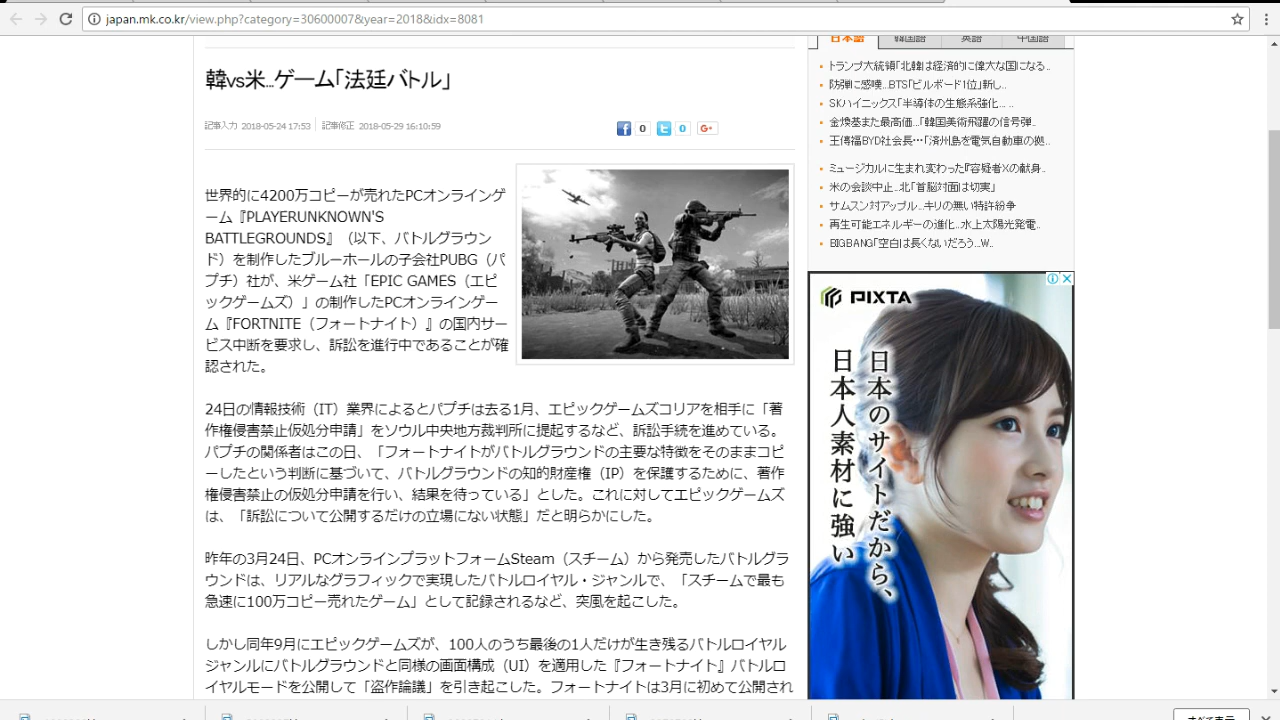 japan.mk.co.kr/view.php?category=30600007&year=2018&idx=8081
韓vs米...ゲーム「法廷バトル」
記事入力 2018-05-24 17:53 | 記事修正 2018-05-29 16:10:59
0 0 G+
世界的に4200万コピーが売れたPCオンラインゲ
ーム『PLAYERUNKNOWN'S
BATTLEGROUNDS』（以下、バトルグラウン
ド）を制作したブルーホールの子会社PUBG（パ
プチ）社が、米ゲーム社「EPIC GAMES（エピ
ックゲームズ）」の制作したPCオンラインゲー
ム『FORTNITE（フォートナイト）』の国内サー
ビス中断を要求し、訴訟を進行中であることが確
認された。
24日の情報技術（IT）業界によるとパプチは去る1月、エピックゲームズコリアを相手に「著
作権侵害禁止仮処分申請」をソウル中央地方裁判所に提起するなど、訴訟手続を進めている。
パプチの関係者はこの日、「フォートナイトがバトルグラウンドの主要な特徴をそのままコピ
ーしたという判断に基づいて、バトルグラウンドの知的財産権（IP）を保護するために、著作
権侵害禁止の仮処分申請を行い、結果を待っている」とした。これに対してエピックゲームズ
は、「訴訟について公開するだけの立場にない状態」だと明らかにした。
昨年の3月24日、PCオンラインプラットフォームSteam（スチーム）から発売したバトルグラ
ウンドは、リアルなグラフィックで実現したバトルロイヤル・ジャンルで、「スチームで最も
急速に100万コピー売れたゲーム」として記録されるなど、突風を起こした。
しかし同年9月にエピックゲームズが、100人のうち最後の1人だけが生き残るバトルロイヤル
ジャンルにバトルグラウンドと同様の画面構成（UI）を適用した『フォートナイト』バトルロ
イヤルモードを公開して「盗作論議」を引き起こした。フォートナイトは3月に初めて公開され
日本語 韓国語 英語 中国語
トランプ大統領「北韓は経済的に偉大な国になる..
防弾に感嘆...BTS「ビルボード1位」新し..
SKハイニックス「半導体の生態系強化... ..
金煥基また最高価...「韓国美術飛躍の信号弾..
王傳福BYD社会長…「済州島を電気自動車の拠..
ミュージカルに生まれ変わった『容疑者Xの献身..
米の会談中止...北「首脳対面は切実」
サムスン対アップル...キリの無い特許紛争
再生可能エネルギーの進化...水上太陽光発電..
BIGBANG「空白は長くないだろう...W..
PIXTA
日本のサイトだから、
日本人素材に強い
すべて表示